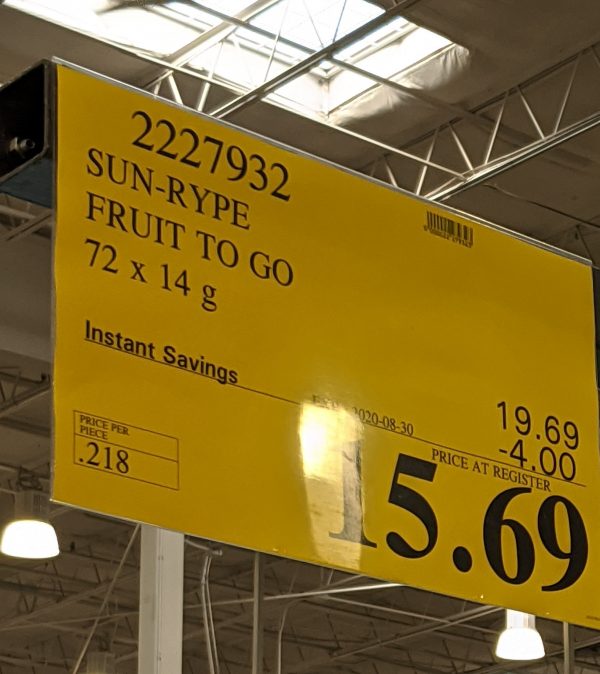 2227932
SUN-RYPE
FRUIT TO GO
72 x 14 g
Instant Savings
2020-08-30
19.69
-4.00
PRICE AT REGISTER
15.69
PRICE PER
PIECE
.218